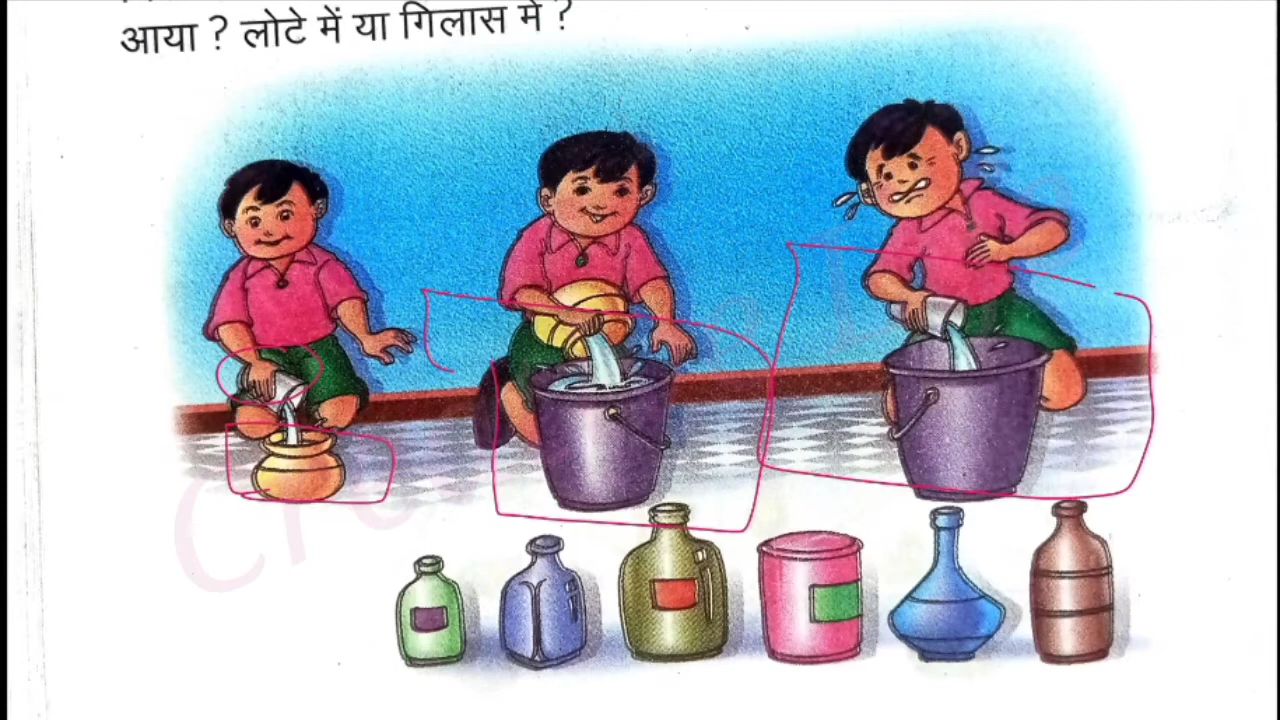 आया ? लोटे में या गिलास में ?